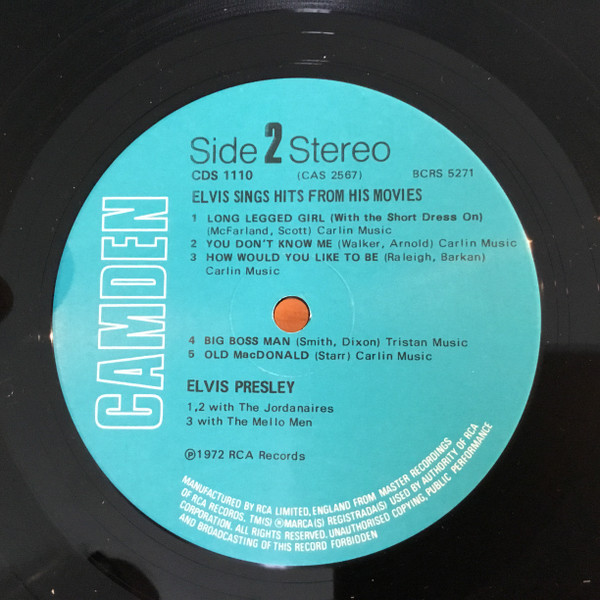 Side 2 Stereo
CDS 1110 (CAS 2567) BCRS 5271
ELVIS SINGS HITS FROM HIS MOVIES
1 LONG LEGGED GIRL (With the Short Dress On)
(McFarland, Scott) Carlin Music
2 YOU DON'T KNOW ME (Walker, Arnold) Carlin Music
3 HOW WOULD YOU LIKE TO BE (Raleigh, Barkan)
Carlin Music
4 BIG BOSS MAN (Smith, Dixon) Tristan Music
5 OLD MacDONALD (Starr) Carlin Music
ELVIS PRESLEY
1,2 with The Jordanaires
3 with The Mello Men
℗1972 RCA Records
CAMDEN
MANUFACTURED BY RCA LIMITED, ENGLAND FROM MASTER RECORDINGS
OF RCA RECORDS. TM(S) ®MARCA(S) REGISTRADA(S) USED BY AUTHORITY OF RCA
CORPORATION. ALL RIGHTS RESERVED. UNAUTHORISED COPYING, PUBLIC PERFORMANCE
AND BROADCASTING OF THIS RECORD FORBIDDEN